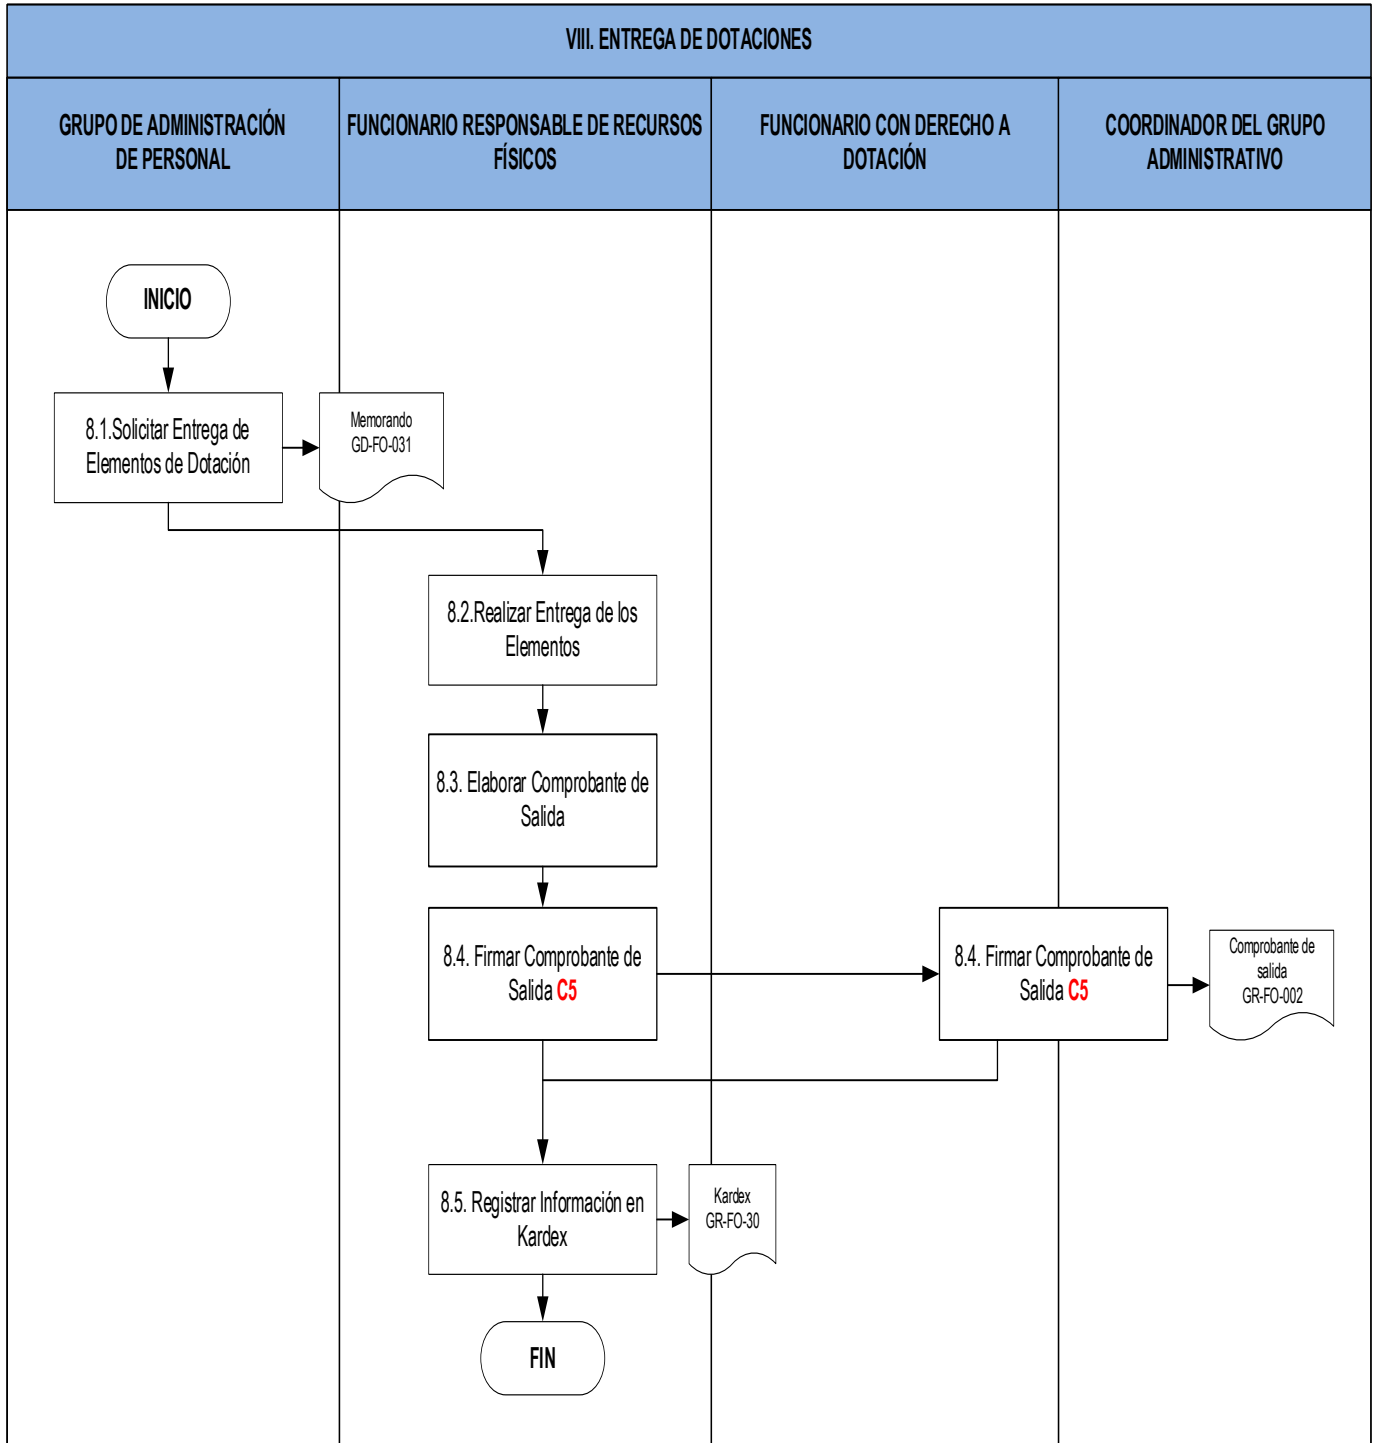 VIII. ENTREGA DE DOTACIONES
GRUPO DE ADMINISTRACIÓN
DE PERSONAL
FUNCIONARIO RESPONSABLE DE RECURSOS
FÍSICOS
FUNCIONARIO CON DERECHO A
DOTACIÓN
COORDINADOR DEL GRUPO
ADMINISTRATIVO
INICIO
8.1.Solicitar Entrega de
Elementos de Dotación
Memorando
GD-FO-031
8.2.Realizar Entrega de los
Elementos
8.3. Elaborar Comprobante de
Salida
8.4. Firmar Comprobante de
Salida C5
8.4. Firmar Comprobante de
Salida C5
Comprobante de
salida
GR-FO-002
8.5. Registrar Información en
Kardex
Kardex
GR-FO-30
FIN